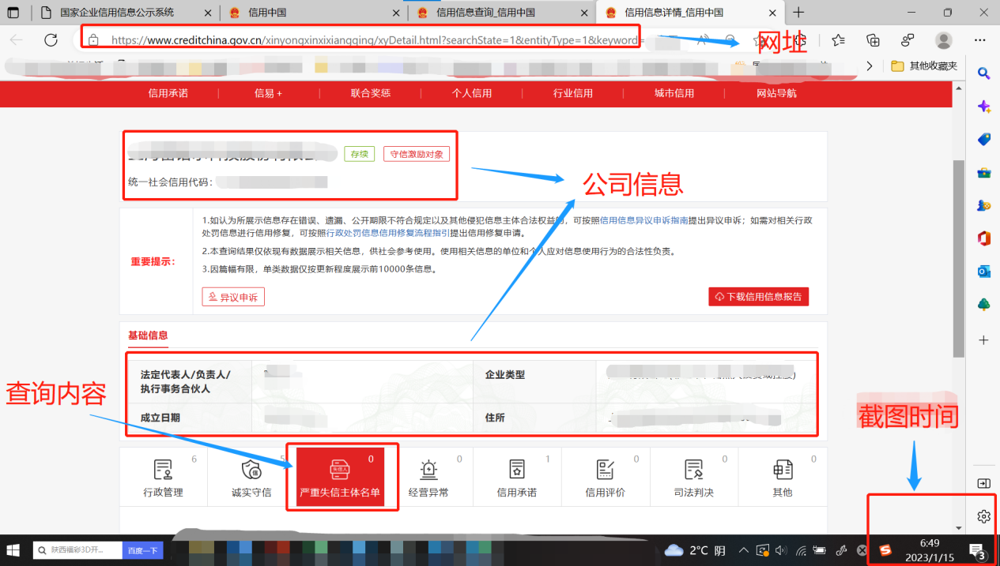 国家企业信用信息公示系统
信用中国
信用信息查询_信用中国
信用信息详情_信用中国
https://www.creditchina.gov.cn/xinyongxinxixiangqing/xyDetail.html?searchState=1&entityType=1&keyword=
网址
其他收藏夹
信用承诺
信易 +
联合奖惩
个人信用
行业信用
城市信用
网站导航
存续
守信激励对象
统一社会信用代码：
公司信息
重要提示：
1.如认为所展示信息存在错误、遗漏、公开期限不符合规定以及其他侵犯信息主体合法权益的，可按照信用信息异议申诉指南提出异议申诉；如需对相关行政
处罚信息进行信用修复，可按照行政处罚信息信用修复流程指引提出信用修复申请。
2.本查询结果仅依现有数据展示相关信息，供社会参考使用。使用相关信息的单位和个人应对信息使用行为的合法性负责。
3.因篇幅有限，单类数据仅按更新程度展示前10000条信息。
异议申诉
下载信用信息报告
基础信息
法定代表人/负责人/
执行事务合伙人
企业类型
成立日期
住所
查询内容
截图时间
6
行政管理
5
诚实守信
0
失信人
严重失信主体名单
0
经营异常
1
信用承诺
0
信用评价
0
司法判决
0
其他
陕西福彩3D开...
百度一下
2°C 阴
6:49
2023/1/15
3